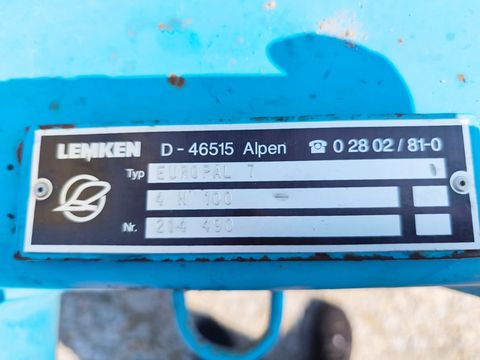 LEMKEN D - 46515 Alpen ☎ 0 28 02 / 81-0
Typ EUROPAL 7
4 N 100 -
Nr. 214 490